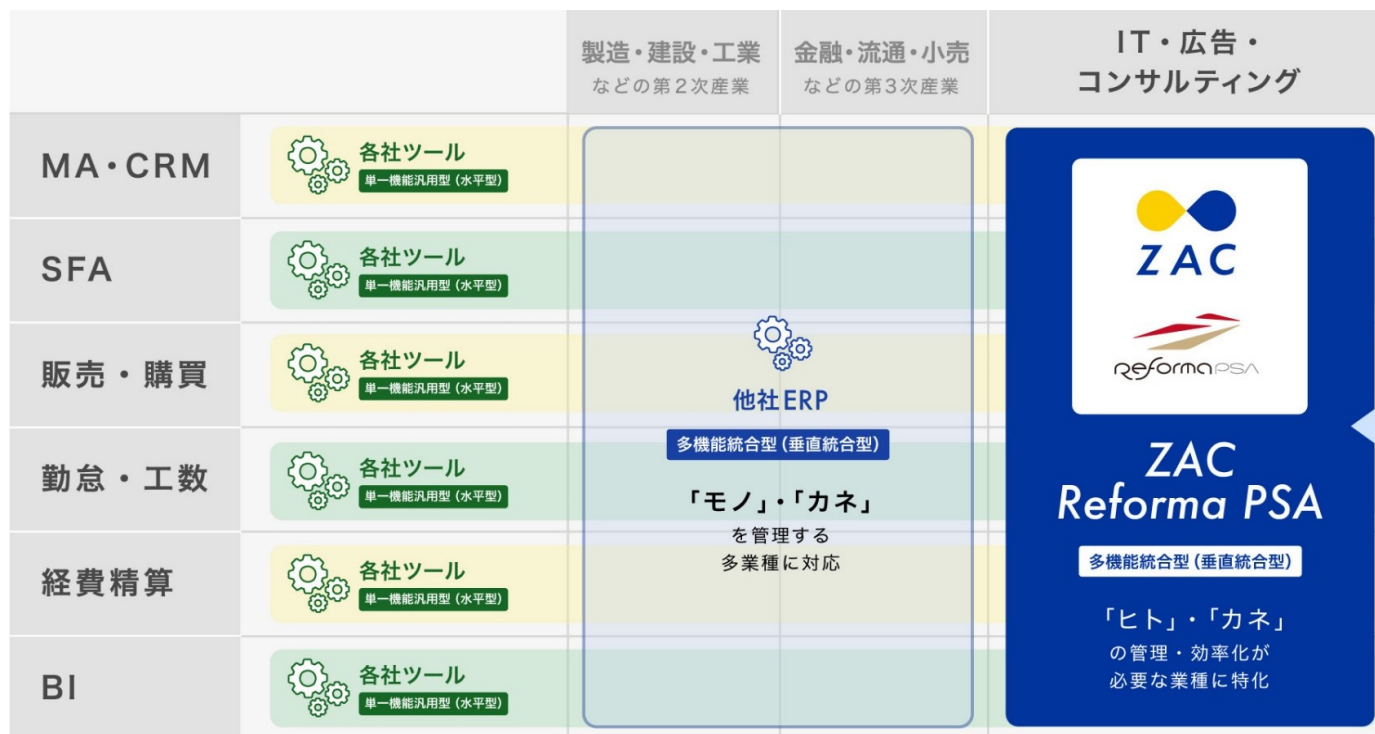 製造・建設・工業
などの第2次産業
金融・流通・小売
などの第3次産業
IT・広告・
コンサルティング
MA・CRM
各社ツール
単一機能汎用型（水平型）
SFA
各社ツール
単一機能汎用型（水平型）
販売・購買
各社ツール
単一機能汎用型（水平型）
勤怠・工数
各社ツール
単一機能汎用型（水平型）
経費精算
各社ツール
単一機能汎用型（水平型）
BI
各社ツール
単一機能汎用型（水平型）
他社ERP
多機能統合型（垂直統合型）
「モノ」・「カネ」
を管理する
多業種に対応
ZAC
Reforma PSA
ZAC
Reforma PSA
多機能統合型（垂直統合型）
「ヒト」・「カネ」
の管理・効率化が
必要な業種に特化